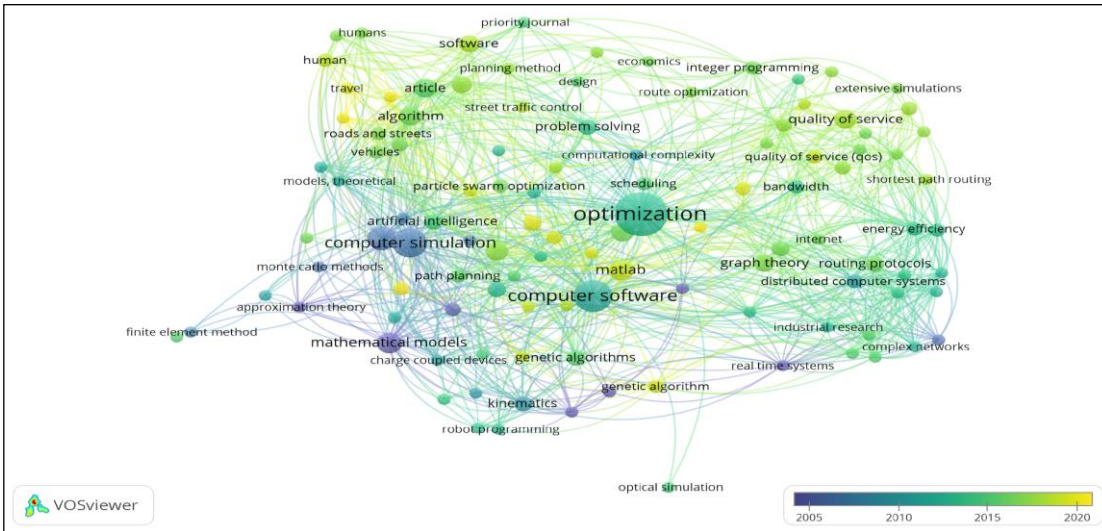 priority journal
humans
software
human
economics
integer programming
planning method
design
travel
article
route optimization
extensive simulations
street traffic control
algorithm
quality of service
problem solving
roads and streets
vehicles
computational complexity
quality of service (qos)
models, theoretical
particle swarm optimization
scheduling
bandwidth
shortest path routing
optimization
artificial intelligence
energy efficiency
computer simulation
internet
monte carlo methods
path planning
matlab
graph theory
routing protocols
distributed computer systems
computer software
approximation theory
finite element method
industrial research
mathematical models
complex networks
charge coupled devices
genetic algorithms
real time systems
genetic algorithm
kinematics
robot programming
optical simulation
VOSviewer
2005 2010 2015 2020